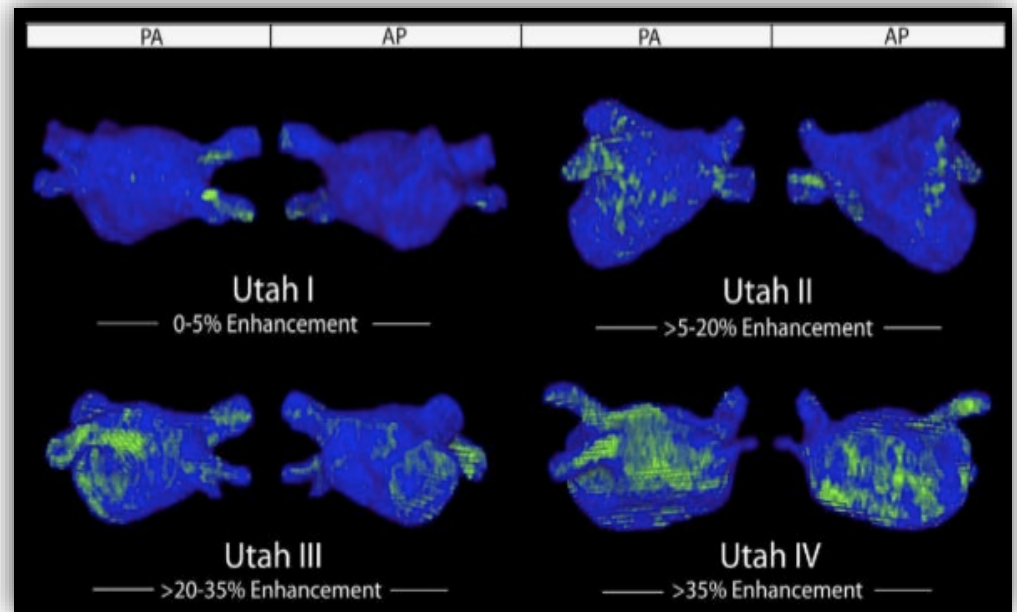 PA AP PA AP
Utah I
0-5% Enhancement
Utah II
>5-20% Enhancement
Utah III
>20-35% Enhancement
Utah IV
>35% Enhancement